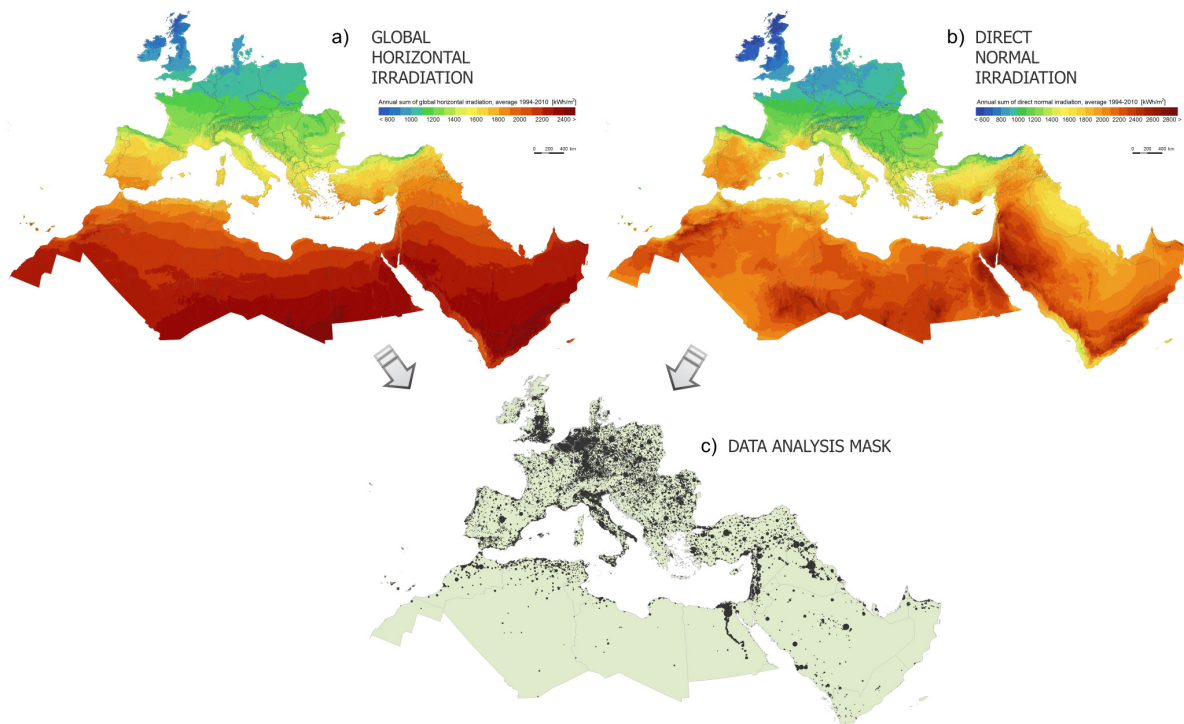 a) GLOBAL
HORIZONTAL
IRRADIATION
Annual sum of global horizontal irradiation, average 1994-2010 [kWh/m²]
< 800 1000 1200 1400 1600 1800 2000 2200 2400 >
0 200 400 km
b) DIRECT
NORMAL
IRRADIATION
Annual sum of direct normal irradiation, average 1994-2010 [kWh/m²]
< 600 800 1000 1200 1400 1600 1800 2000 2200 2400 2600 2800 >
0 200 400 km
c) DATA ANALYSIS MASK